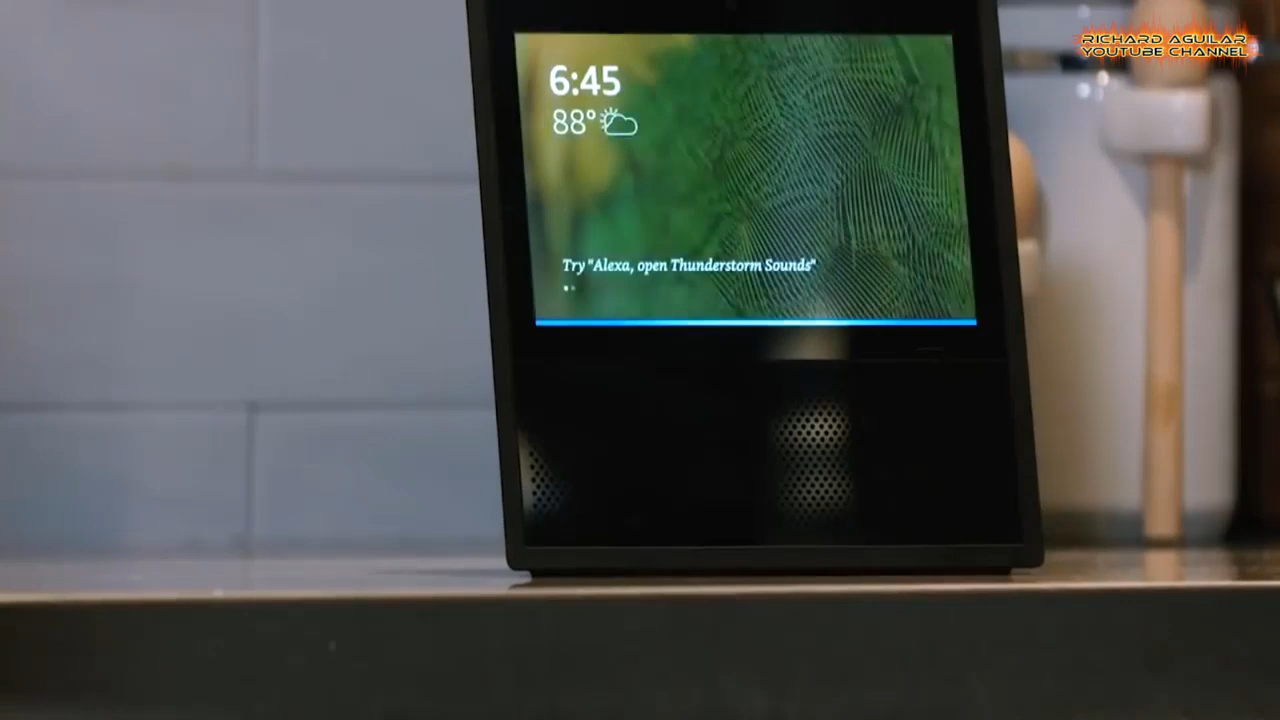 RICHARD AGUILAR
YOUTUBE CHANNEL
6:45
88°
Try "Alexa, open Thunderstorm Sounds"